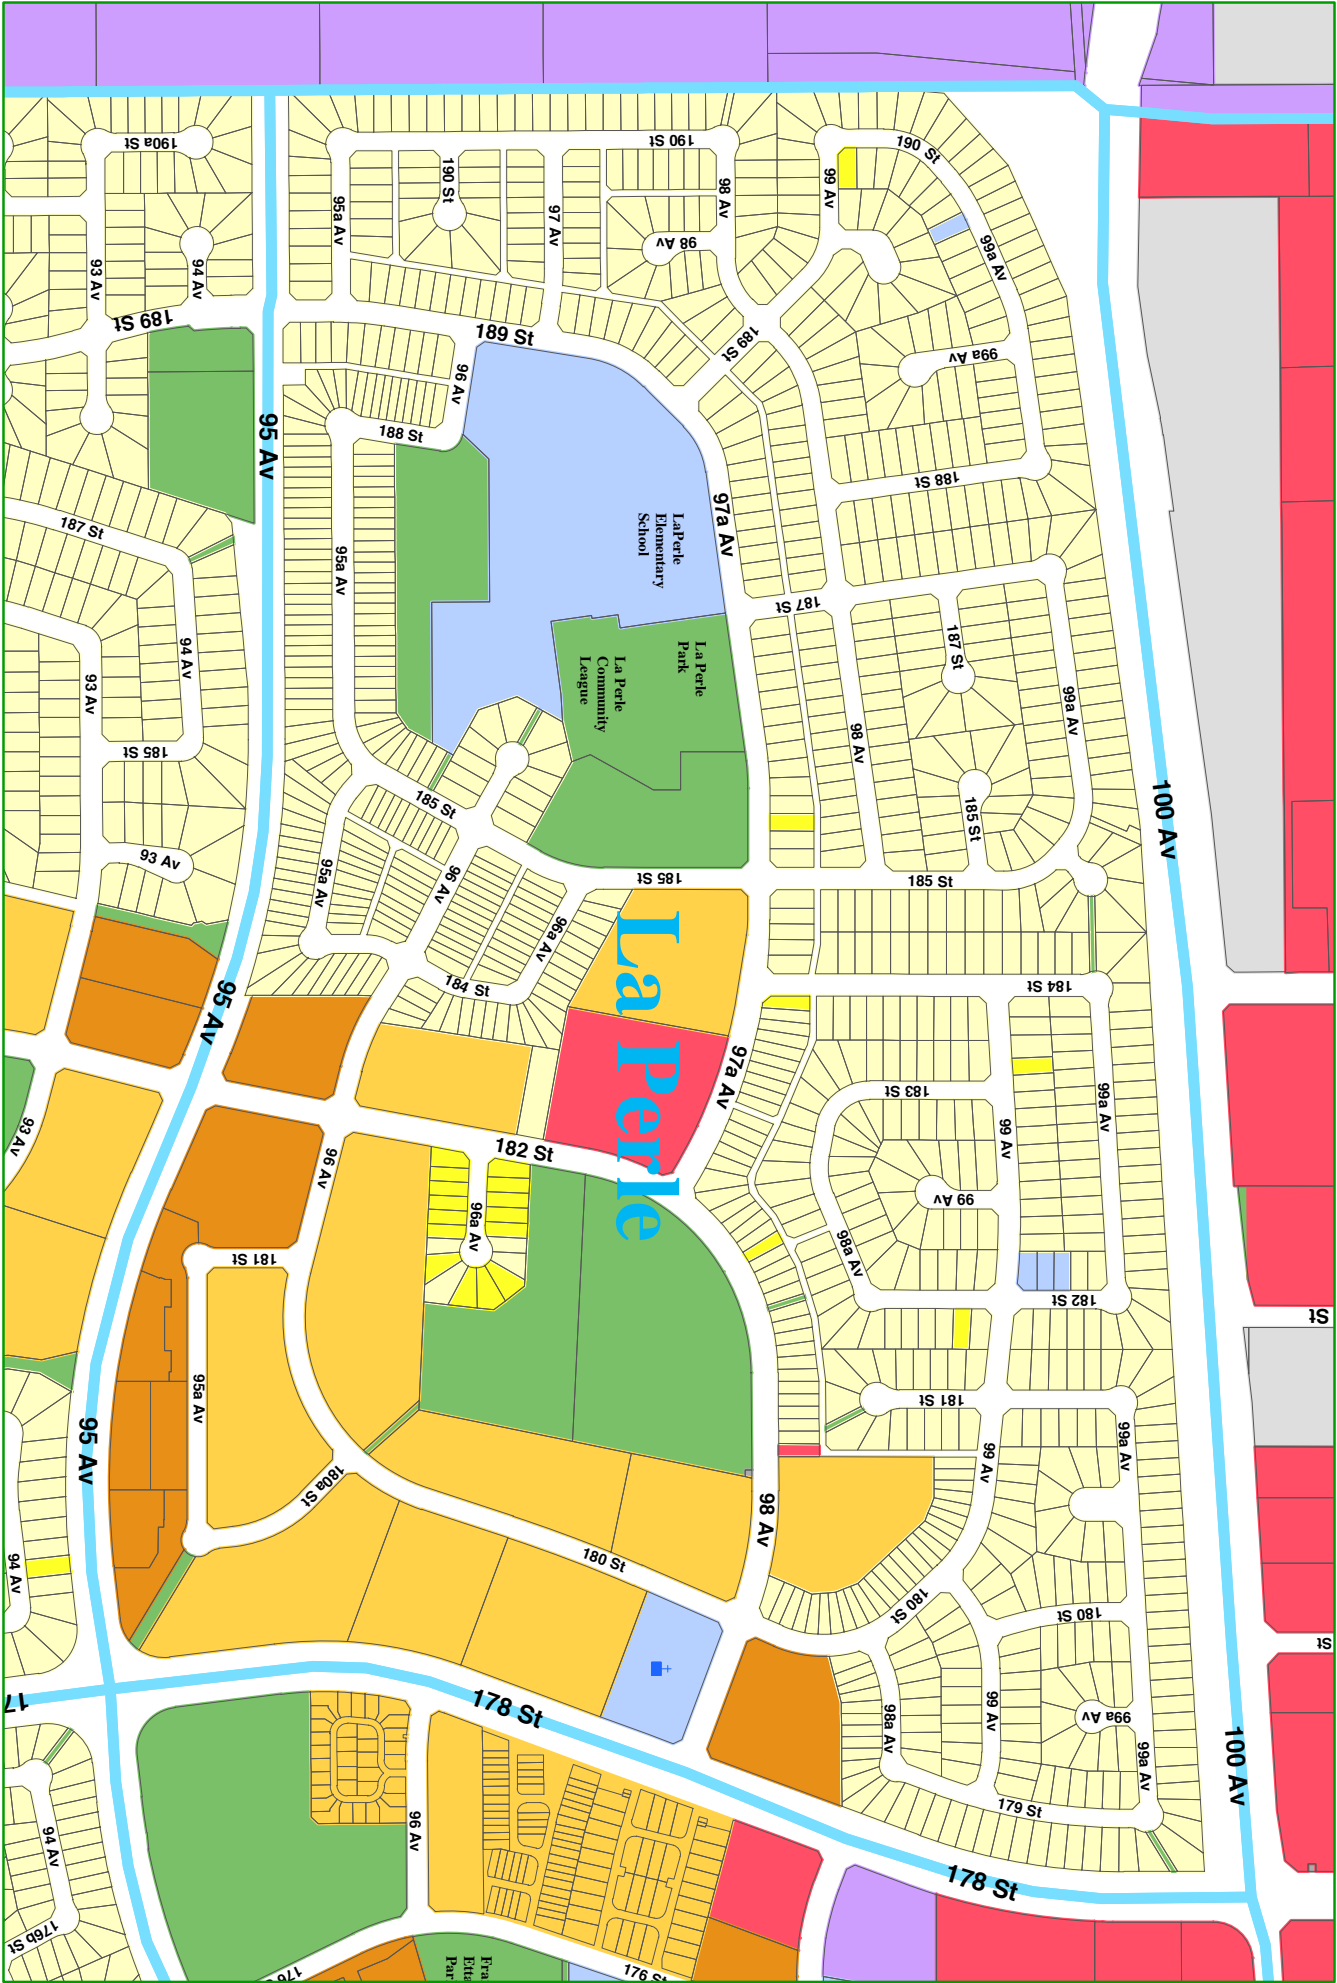 190a St
190 St
190 St
190 St
95a Av
97 Av
98 Av
99 Av
98 Av
99a Av
93 Av
94 Av
189 St
189 St
189 St
99a Av
96 Av
188 St
95 Av
188 St
97a Av
LaPerle
Elementary
School
187 St
95a Av
187 St
187 St
94 Av
93 Av
La Perle
Park
La Perle
Community
League
99a Av
98 Av
185 St
185 St
185 St
100 Av
93 Av
95a Av
96 Av
185 St
185 St
96a Av
La Perle
184 St
184 St
95 Av
97a Av
183 St
99a Av
93 Av
96 Av
182 St
99 Av
99 Av
96a Av
98a Av
181 St
182 St
St
95a Av
181 St
95 Av
99 Av
99a Av
180a St
98 Av
94 Av
180 St
180 St
180 St
St
17
178 St
98a Av
99 Av
99a Av
99a Av
100 Av
179 St
96 Av
94 Av
178 St
176b St
176
Fra
Etta
Par
176 St